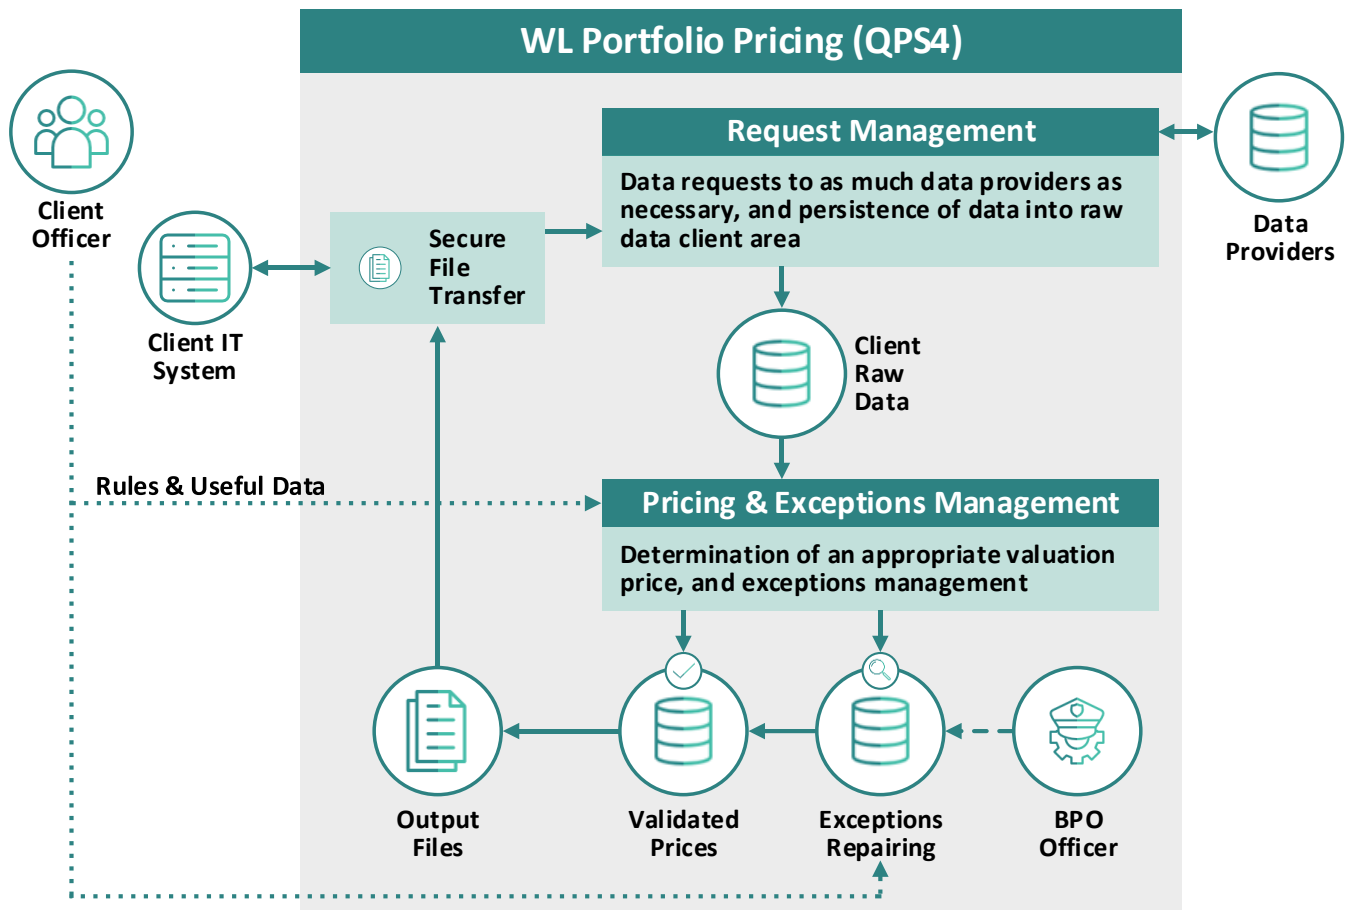 WL Portfolio Pricing (QPS4)
Request Management
Data requests to as much data providers as
necessary, and persistence of data into raw
data client area
Client
Officer
Data
Providers
Secure
File
Transfer
Client IT
System
Client
Raw
Data
Rules & Useful Data
Pricing & Exceptions Management
Determination of an appropriate valuation
price, and exceptions management
Output
Files
Validated
Prices
Exceptions
Repairing
BPO
Officer